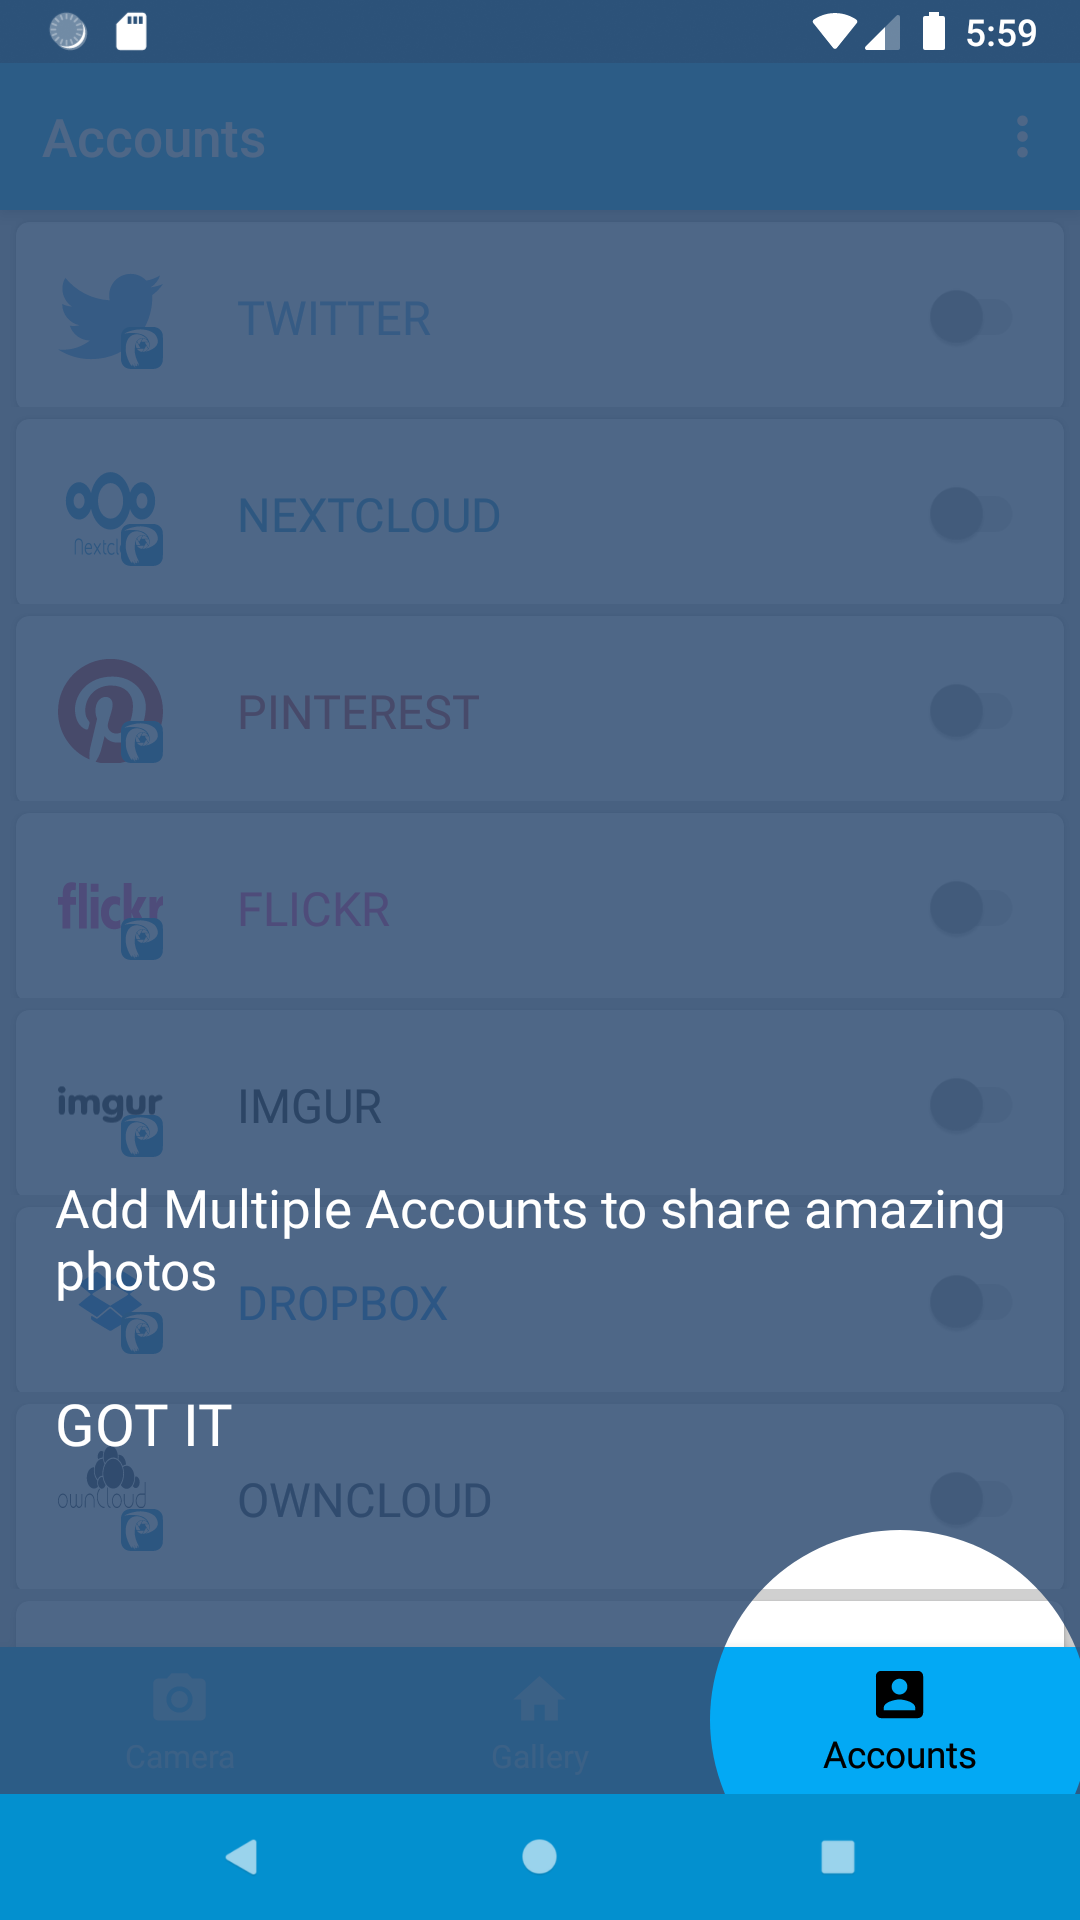 5:59
Accounts
TWITTER
NEXTCLOUD
Nextcl
PINTEREST
flickr
FLICKR
imgur
IMGUR
Add Multiple Accounts to share amazing
photos
DROPBOX
GOT IT
ownCloud
OWNCLOUD
Camera
Gallery
Accounts